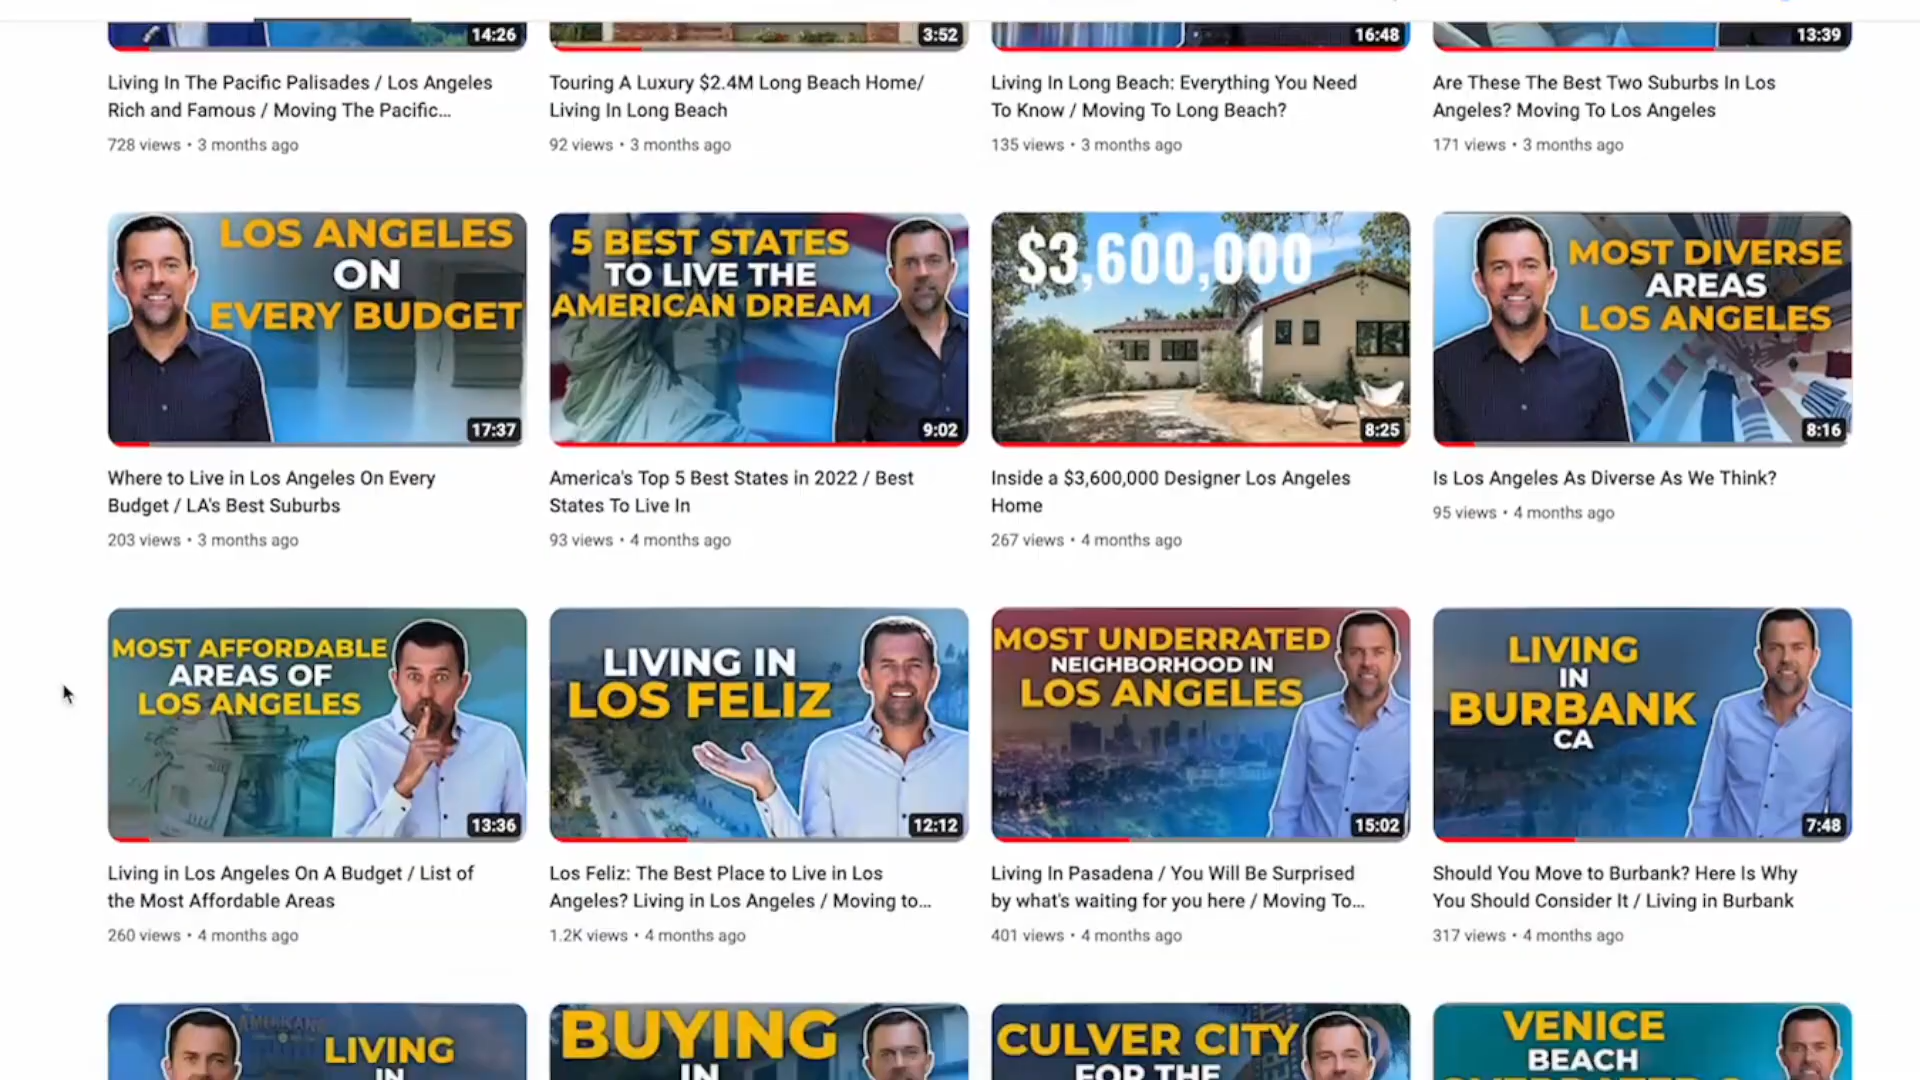 14:26
3:52
16:48
13:39
Living In The Pacific Palisades / Los Angeles
Rich and Famous / Moving The Pacific...
728 views • 3 months ago
Touring A Luxury $2.4M Long Beach Home/
Living In Long Beach
92 views • 3 months ago
Living In Long Beach: Everything You Need
To Know / Moving To Long Beach?
135 views • 3 months ago
Are These The Best Two Suburbs In Los
Angeles? Moving To Los Angeles
171 views • 3 months ago
LOS ANGELES
ON
EVERY BUDGET
17:37
5 BEST STATES
TO LIVE THE
AMERICAN DREAM
9:02
$3,600,000
8:25
MOST DIVERSE
AREAS
LOS ANGELES
8:16
Where to Live in Los Angeles On Every
Budget / LA's Best Suburbs
203 views • 3 months ago
America's Top 5 Best States in 2022 / Best
States To Live In
93 views • 4 months ago
Inside a $3,600,000 Designer Los Angeles
Home
267 views • 4 months ago
Is Los Angeles As Diverse As We Think?
95 views • 4 months ago
MOST AFFORDABLE
AREAS OF
LOS ANGELES
13:36
LIVING IN
LOS FELIZ
12:12
MOST UNDERRATED
NEIGHBORHOOD IN
LOS ANGELES
15:02
LIVING
IN
BURBANK
CA
7:48
Living in Los Angeles On A Budget / List of
the Most Affordable Areas
260 views • 4 months ago
Los Feliz: The Best Place to Live in Los
Angeles? Living in Los Angeles / Moving to...
1.2K views • 4 months ago
Living In Pasadena / You Will Be Surprised
by what's waiting for you here / Moving To...
401 views • 4 months ago
Should You Move to Burbank? Here Is Why
You Should Consider It / Living in Burbank
317 views • 4 months ago
LIVING
IN
BUYING
IN
CULVER CITY
FOR THE
VENICE
BEACH